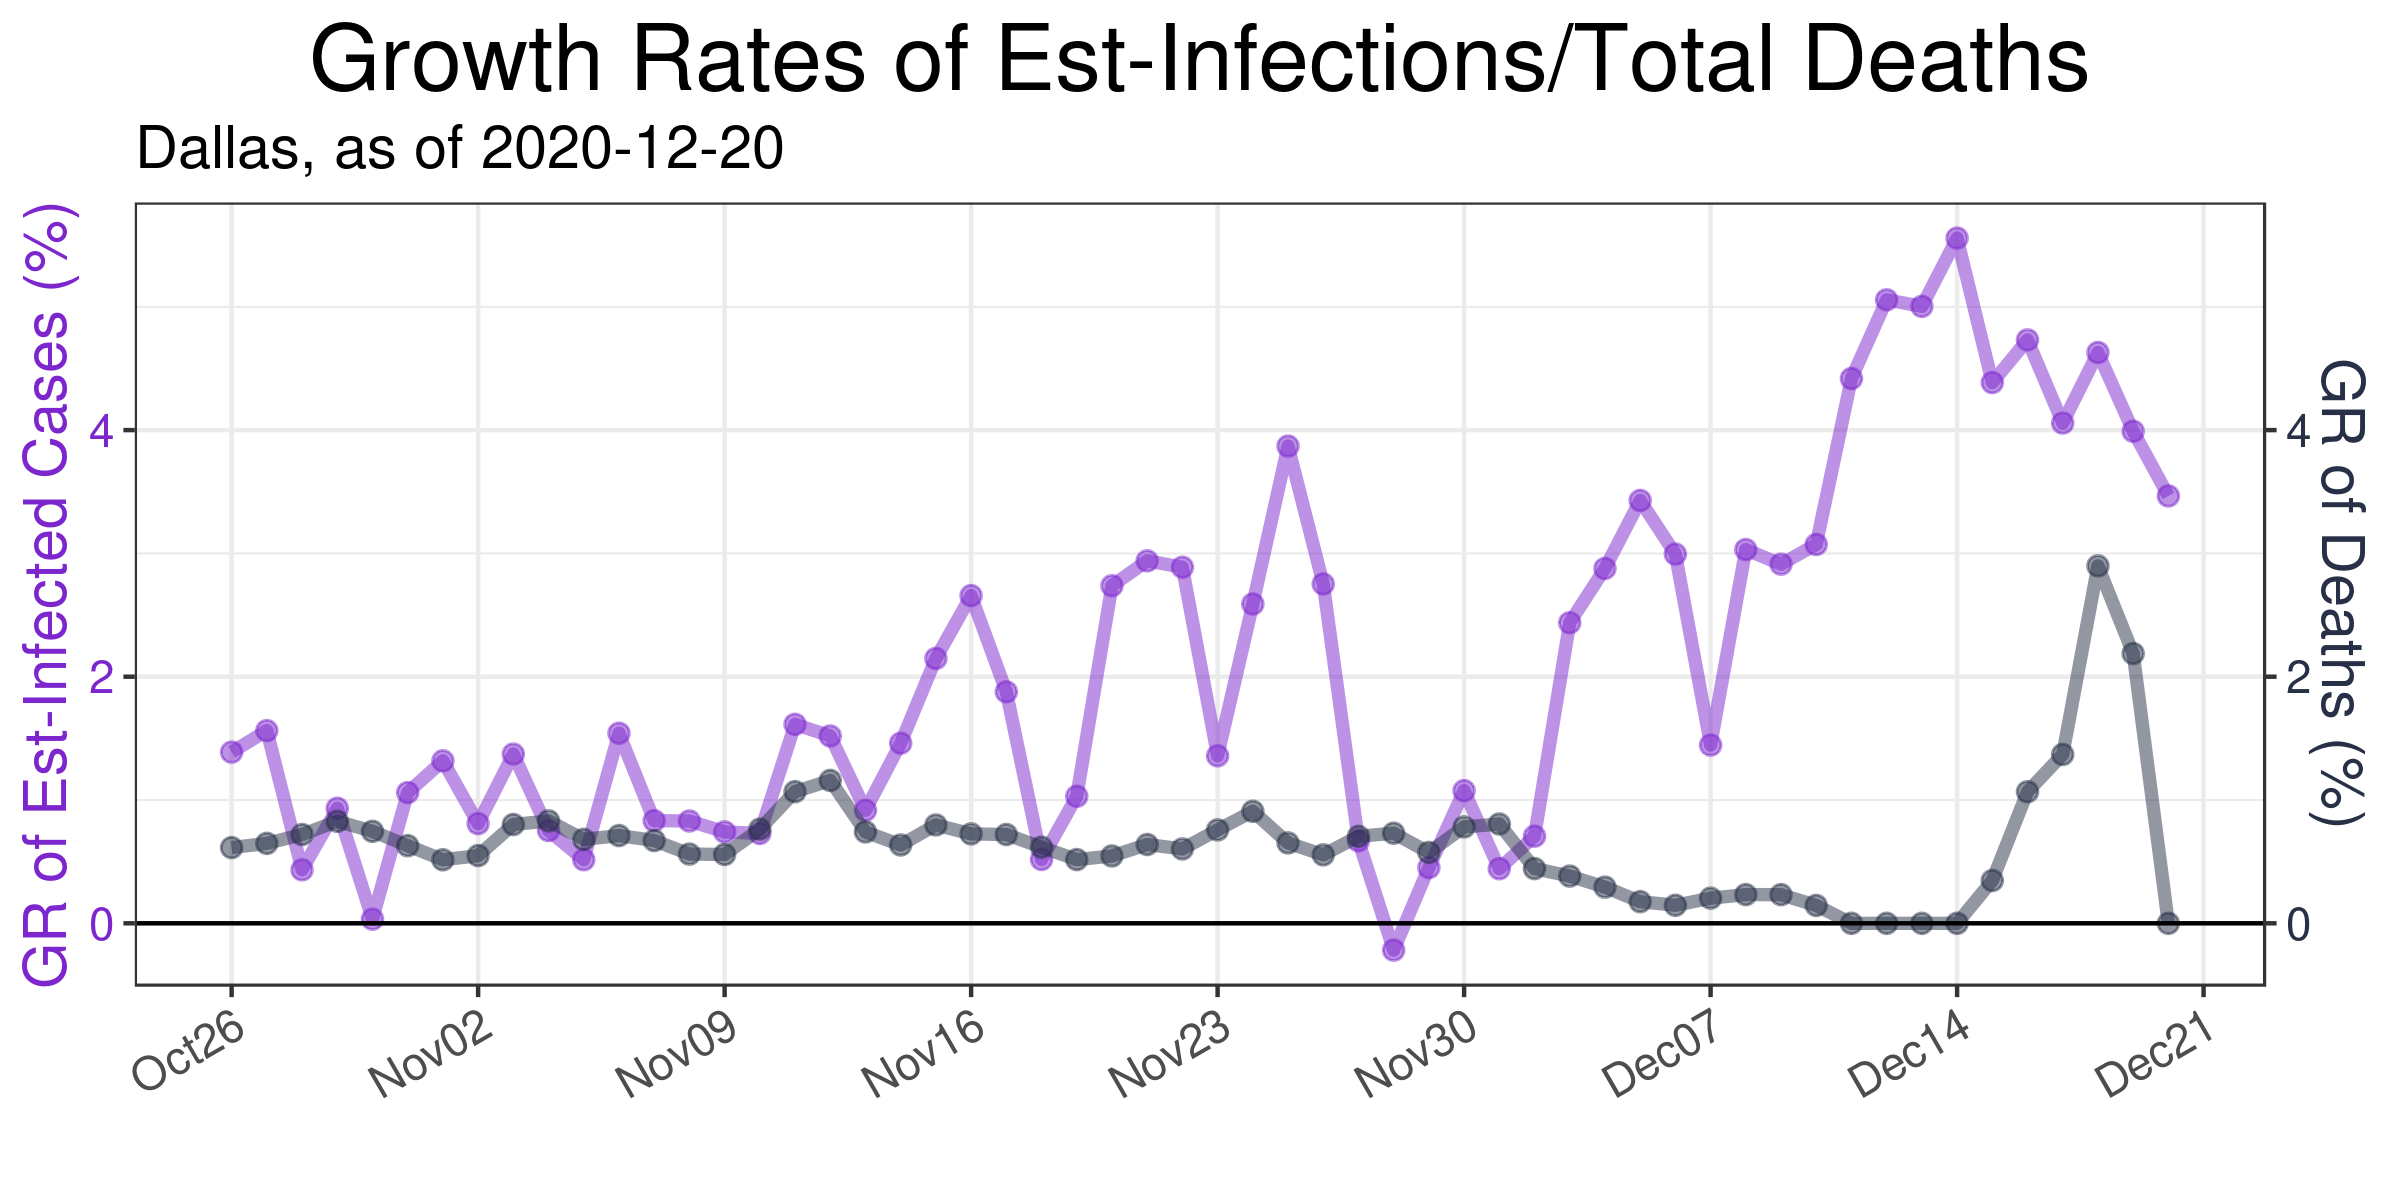 Growth Rates of Est-Infections/Total Deaths
Dallas, as of 2020-12-20
GR of Est-Infected Cases (%)
4
2
0
4
2
0
GR of Deaths (%)
Oct26
Nov02
Nov09
Nov16
Nov23
Nov30
Dec07
Dec14
Dec21